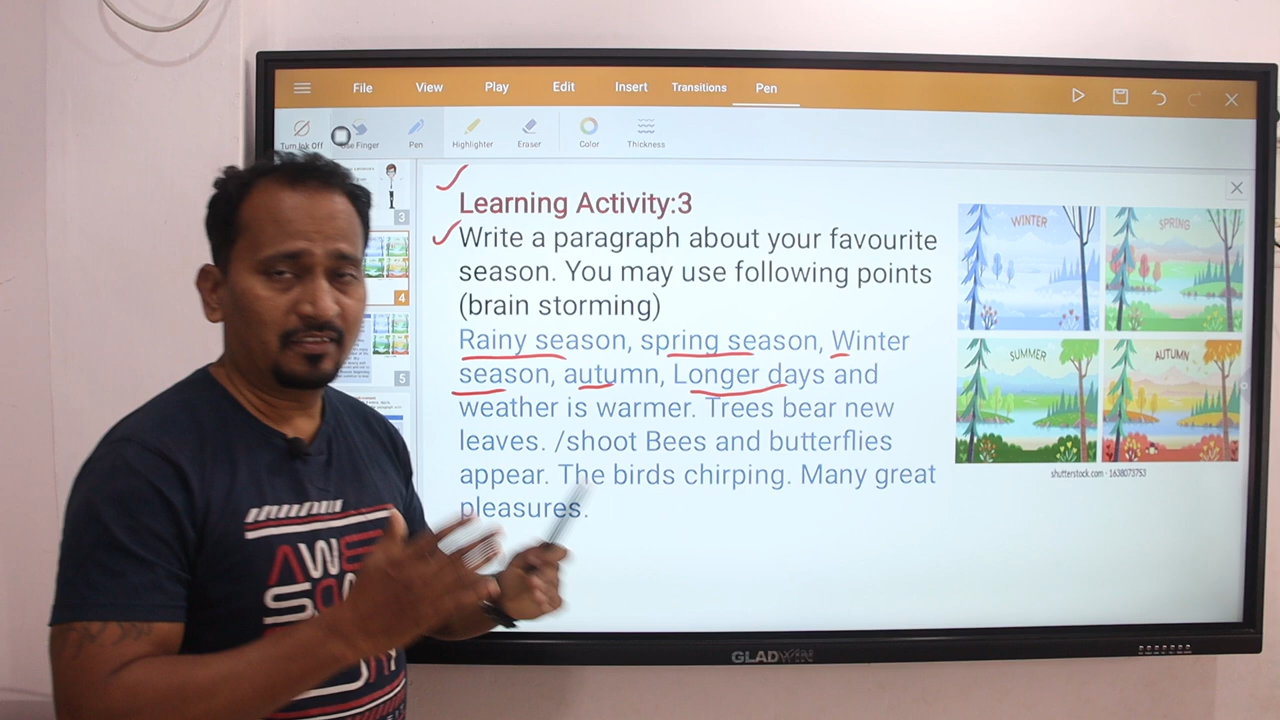 File View Play Edit Insert Transitions Pen
Turn Ink Off Use Finger Pen Highlighter Eraser Color Thickness
3
4
5
Learning Activity:3
Write a paragraph about your favourite
season. You may use following points
(brain storming)
Rainy season, spring season, Winter
season, autumn, Longer days and
weather is warmer. Trees bear new
leaves. /shoot Bees and butterflies
appear. The birds chirping. Many great
pleasures.
WINTER
SPRING
SUMMER
AUTUMN
shutterstock.com · 1638073753
GLADWIN